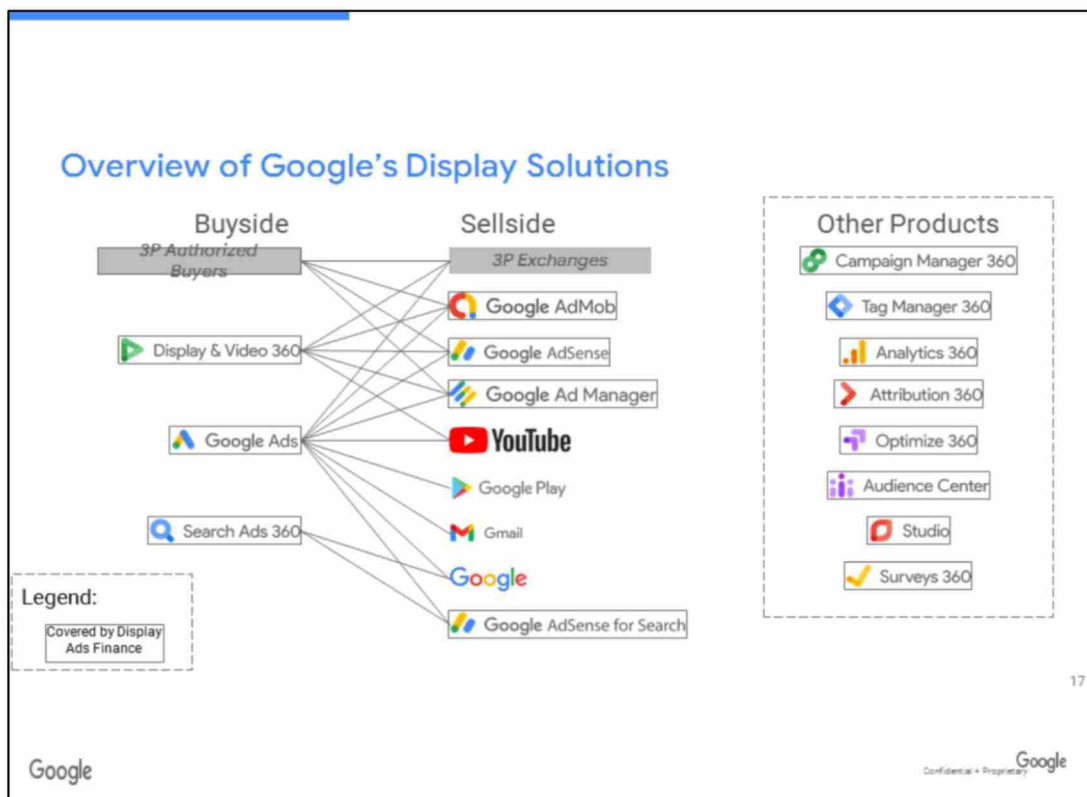 Overview of Google's Display Solutions
Buyside
3P Authorized
Buyers
Display & Video 360
Google Ads
Search Ads 360
Sellside
3P Exchanges
Google AdMob
Google AdSense
Google Ad Manager
YouTube
Google Play
Gmail
Google
Google AdSense for Search
Other Products
Campaign Manager 360
Tag Manager 360
Analytics 360
Attribution 360
Optimize 360
Audience Center
Studio
Surveys 360
Legend:
Covered by Display
Ads Finance
17
Google
Confidential + Proprietary
Google